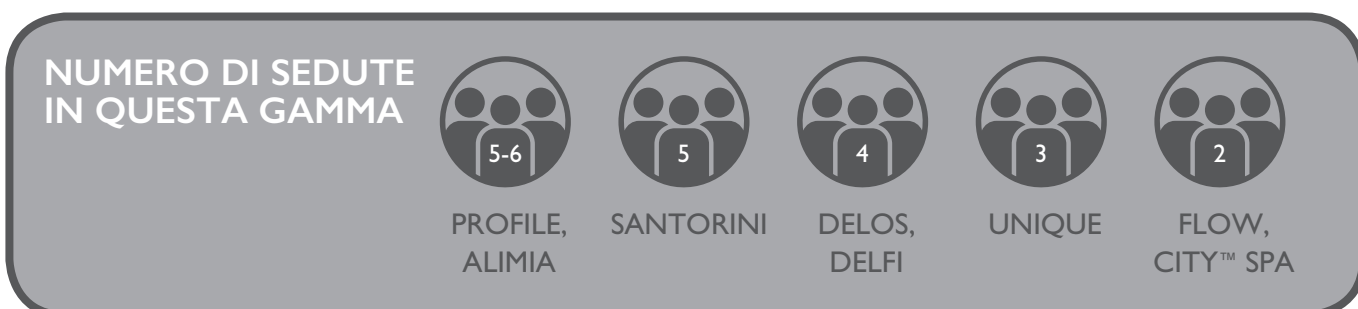 NUMERO DI SEDUTE
IN QUESTA GAMMA
5-6
PROFILE,
ALIMIA
5
SANTORINI
4
DELOS,
DELFI
3
UNIQUE
2
FLOW,
CITY™ SPA